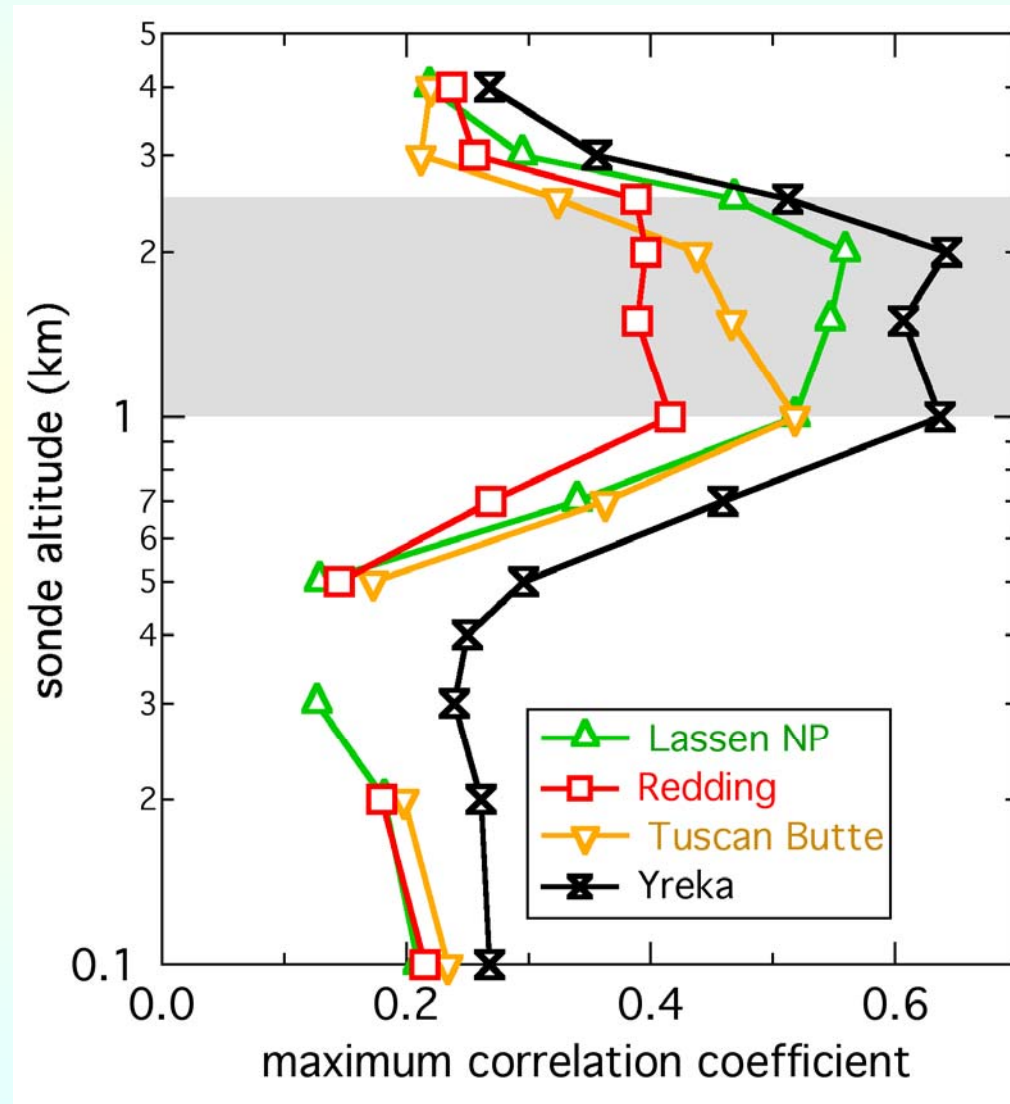 5
4
3
2
1
7
6
5
4
3
2
0.1
0.0 0.2 0.4 0.6
sonde altitude (km)
maximum correlation coefficient
Lassen NP
Redding
Tuscan Butte
Yreka